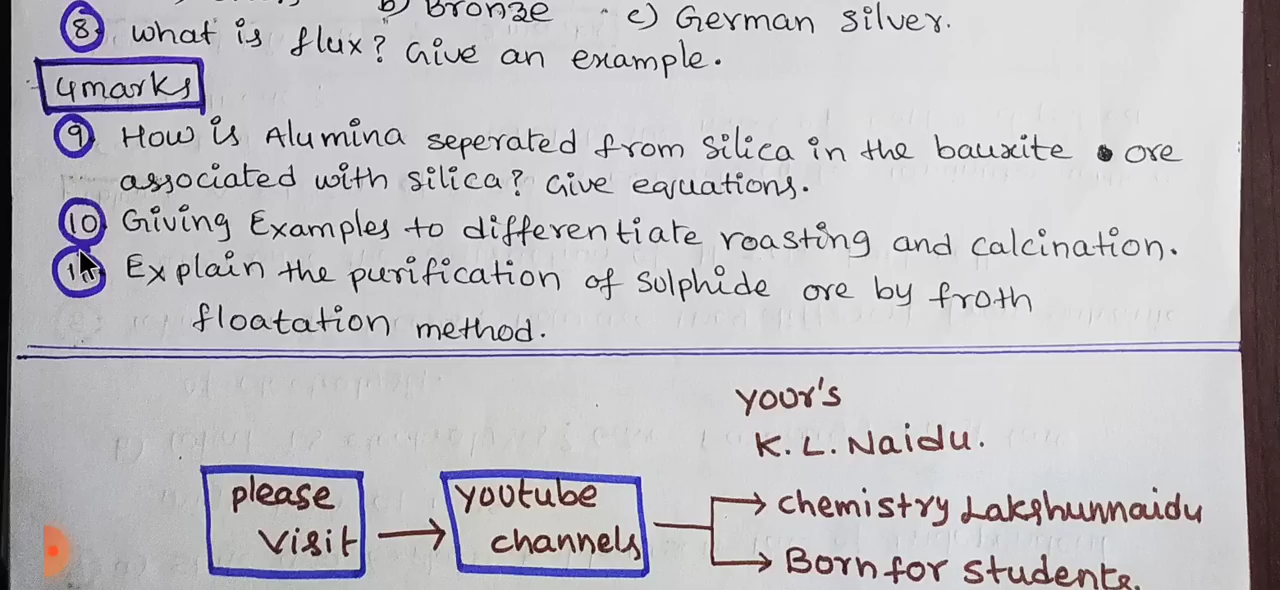 b) Bronze c) German silver.
8 what is flux? Give an example.
4marks
9 How is Alumina seperated from silica in the bauxite ore
associated with silica? Give equations.
10 Giving Examples to differentiate roasting and calcination.
Explain the purification of sulphide ore by froth
floatation method.
your's
K. L. Naidu.
please
visit
youtube
channels
chemistry Lakshunnaidu
Born for students.